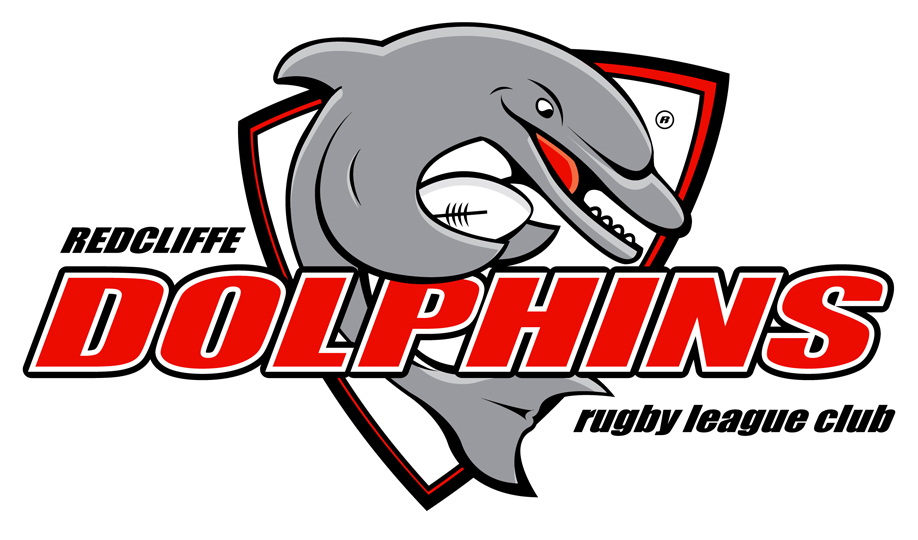 ®
REDCLIFFE
DOLPHINS
rugby league club